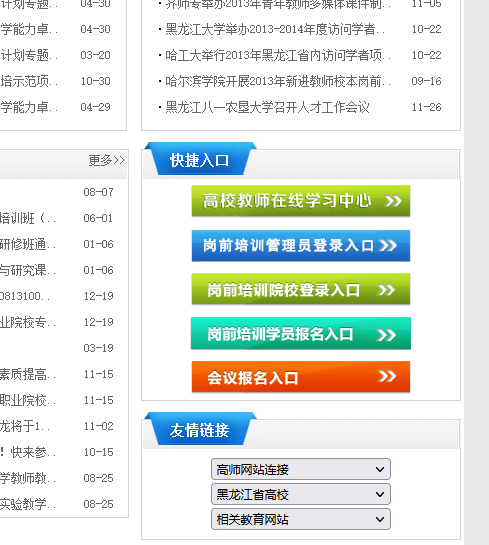 计划专题.. 04-30
学能力卓.. 04-30
计划专题.. 03-20
培示范项.. 10-30
学能力卓.. 04-29
齐师专举办2013年青年教师多媒体课件制.. 11-05
·黑龙江大学举办2013-2014年度访问学者.. 10-22
·哈工大举行2013年黑龙江省内访问学者项.. 10-22
·哈尔滨学院开展2013年新进教师校本岗前.. 09-16
·黑龙江八一农垦大学召开人才工作会议 11-26
更多>>
08-07
培训班（.. 06-01
研修班通.. 01-06
与研究课.. 01-06
0813100.. 12-19
业院校专.. 12-19
03-19
素质提高.. 11-15
职业院校.. 11-15
龙将于1.. 11-02
！快来参.. 10-15
学教师教.. 08-25
实验教学.. 08-25
快捷入口
高校教师在线学习中心 >>
岗前培训管理员登录入口 >>
岗前培训院校登录入口 >>
岗前培训学员报名入口 >>
会议报名入口 >>
友情链接
高师网站连接
黑龙江省高校
相关教育网站